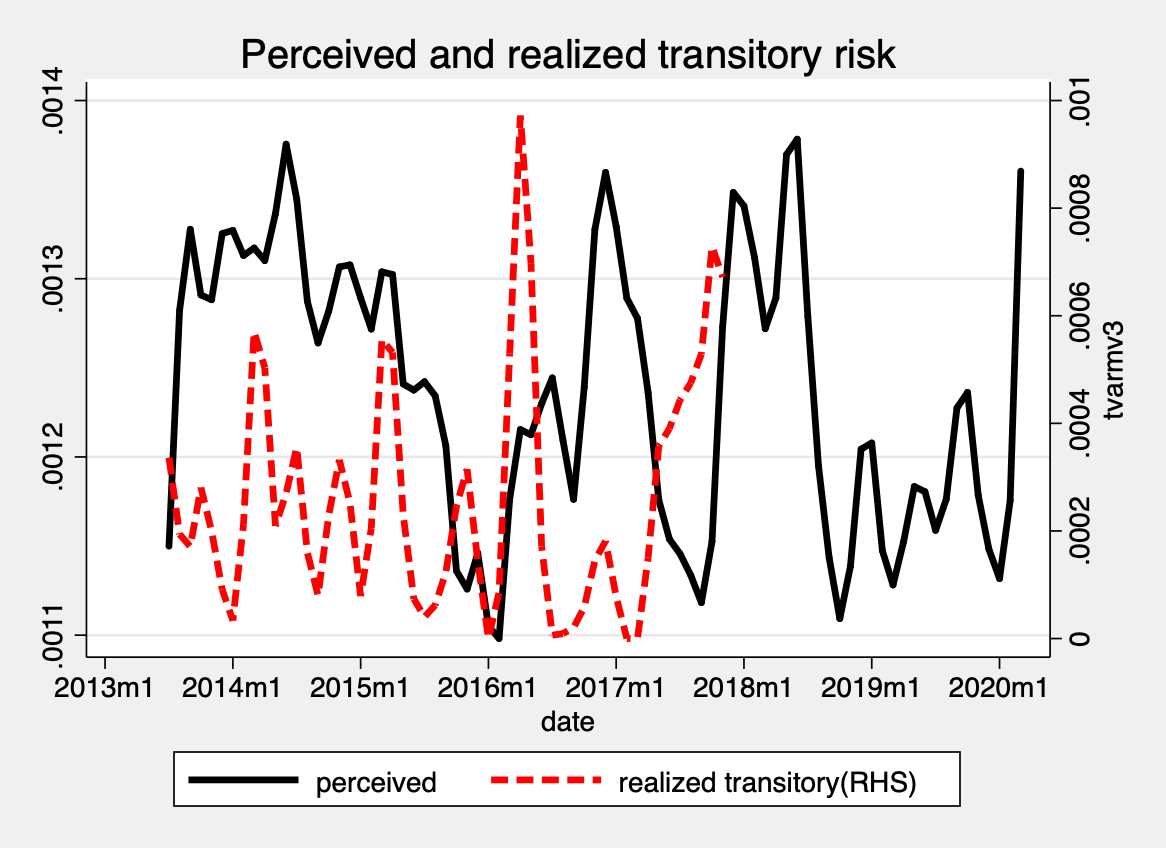 Perceived and realized transitory risk
.0014
.0013
.0012
.0011
.001
.0008
.0006
.0004
.0002
0
tvarmv3
2013m1 2014m1 2015m1 2016m1 2017m1 2018m1 2019m1 2020m1
date
perceived realized transitory(RHS)